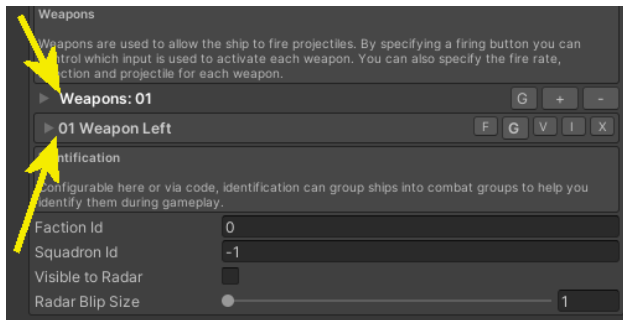 Weapons
Weapons are used to allow the ship to fire projectiles. By specifying a firing button you can
control which input is used to activate each weapon. You can also specify the fire rate,
direction and projectile for each weapon.
Weapons: 01 G + -
01 Weapon Left F G V I X
Identification
Configurable here or via code, identification can group ships into combat groups to help you
identify them during gameplay.
Faction Id 0
Squadron Id -1
Visible to Radar
Radar Blip Size 1